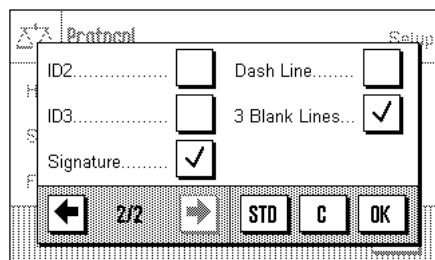 Protocol Setup
ID2................. Dash Line........
ID3................. 3 Blank Lines...
Signature.........
2/2 STD C OK
H
S
F